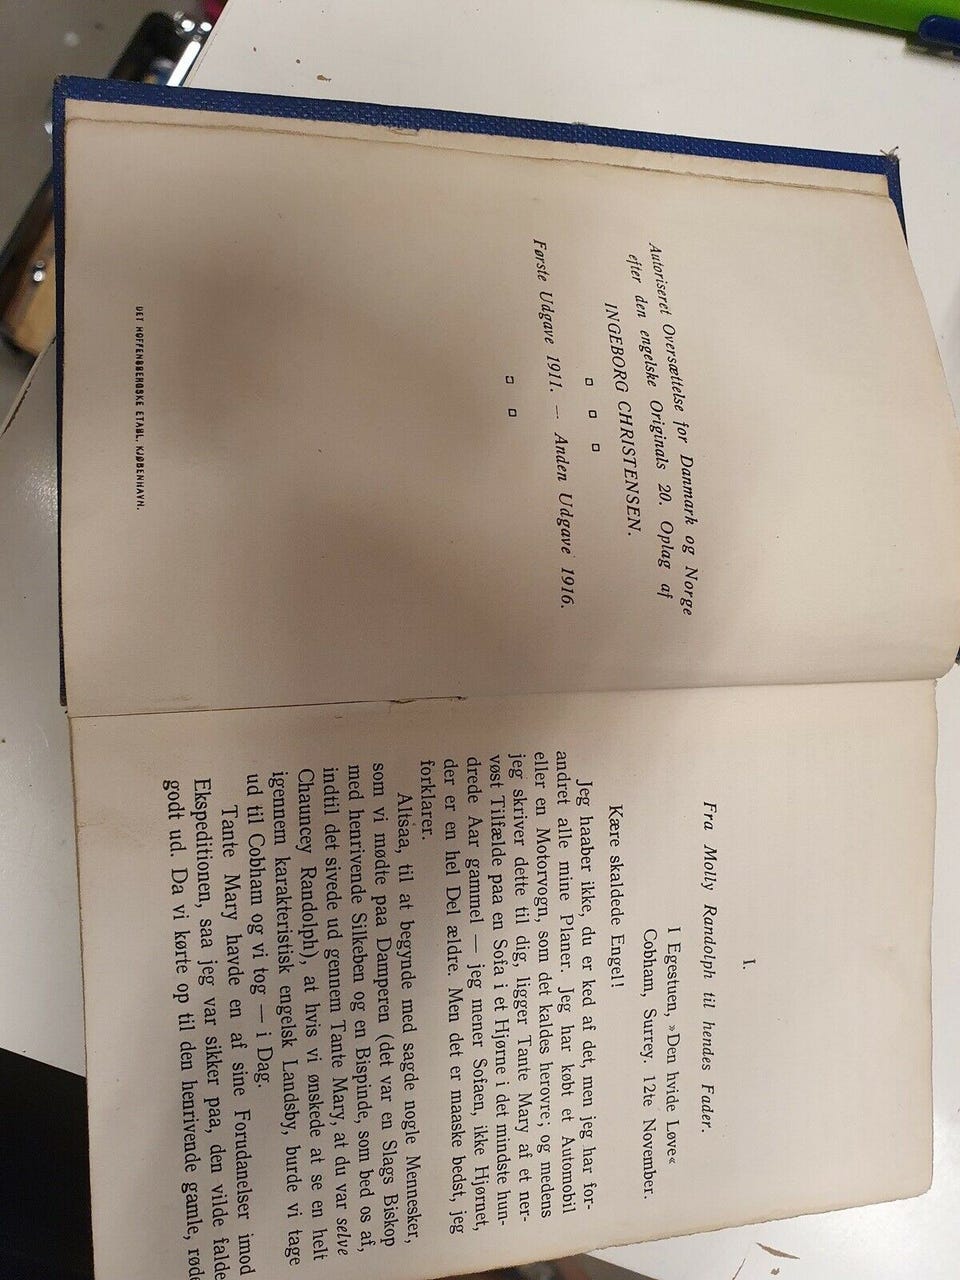 Autoriseret Oversættelse for Danmark og Norge
efter den engelske Originals 20. Oplag af
INGEBORG CHRISTENSEN.
Første Udgave 1911. — Anden Udgave 1916.
DET HOFFENSBERGSKE ETABL. KJØBENHAVN.
I.
Fra Molly Randolph til hendes Fader.
I Egestuen, »Den hvide Løve«
Cobham, Surrey. 12te November.
Kære skaldede Engel!
Jeg haaber ikke, du er ked af det, men jeg har for-
andret alle mine Planer. Jeg har købt et Automobil
eller en Motorvogn, som det kaldes herovre; og medens
jeg skriver dette til dig, ligger Tante Mary af et ner-
vøst Tilfælde paa en Sofa i et Hjørne i det mindste hun-
drede Aar gammel — jeg mener Sofaen, ikke Hjørnet,
der er en hel Del ældre. Men det er maaske bedst, jeg
forklarer.
Altsaa, til at begynde med sagde nogle Mennesker,
som vi mødte paa Damperen (det var en Slags Biskop
med henrivende Silkeben og en Bispinde, som bed os af,
indtil det sivede ud gennem Tante Mary, at du var selve
Chauncey Randolph), at hvis vi ønskede at se en helt
igennem karakteristisk engelsk Landsby, burde vi tage
ud til Cobham og vi tog — i Dag.
Tante Mary havde en af sine Forudanelser imod
Ekspeditionen, saa jeg var sikker paa, den vilde falde
godt ud. Da vi kørte op til den henrivende gamle, røde